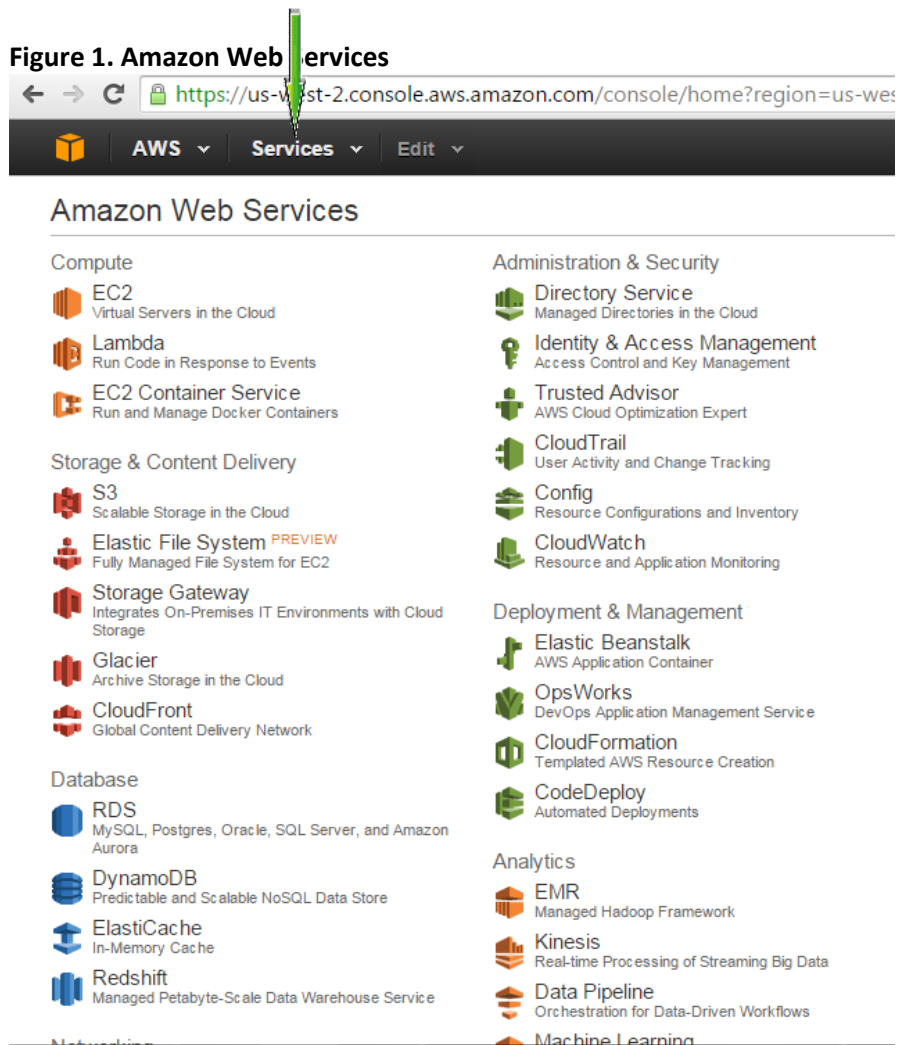 Figure 1. Amazon Web Services
https://us-west-2.console.aws.amazon.com/console/home?region=us-wes
AWS Services Edit
Amazon Web Services
Compute
EC2
Virtual Servers in the Cloud
Lambda
Run Code in Response to Events
EC2 Container Service
Run and Manage Docker Containers
Storage & Content Delivery
S3
Scalable Storage in the Cloud
Elastic File System PREVIEW
Fully Managed File System for EC2
Storage Gateway
Integrates On-Premises IT Environments with Cloud
Storage
Glacier
Archive Storage in the Cloud
CloudFront
Global Content Delivery Network
Database
RDS
MySQL, Postgres, Oracle, SQL Server, and Amazon
Aurora
DynamoDB
Predictable and Scalable NoSQL Data Store
ElastiCache
In-Memory Cache
Redshift
Managed Petabyte-Scale Data Warehouse Service
Networking
Administration & Security
Directory Service
Managed Directories in the Cloud
Identity & Access Management
Access Control and Key Management
Trusted Advisor
AWS Cloud Optimization Expert
CloudTrail
User Activity and Change Tracking
Config
Resource Configurations and Inventory
CloudWatch
Resource and Application Monitoring
Deployment & Management
Elastic Beanstalk
AWS Application Container
OpsWorks
DevOps Application Management Service
CloudFormation
Templated AWS Resource Creation
CodeDeploy
Automated Deployments
Analytics
EMR
Managed Hadoop Framework
Kinesis
Real-time Processing of Streaming Big Data
Data Pipeline
Orchestration for Data-Driven Workflows
Machine Learning